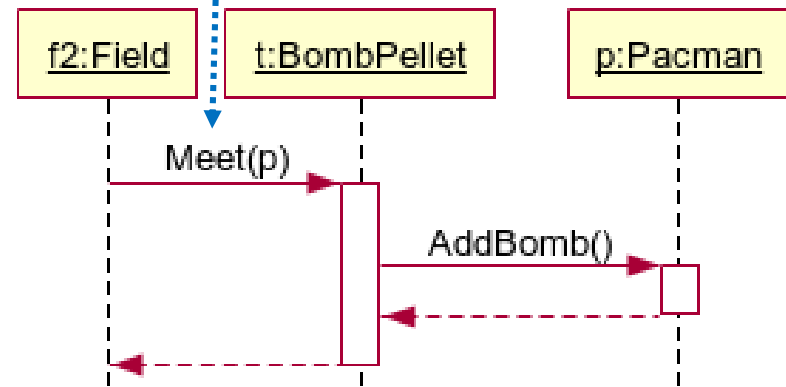 f2:Field
t:BombPellet
p:Pacman
Meet(p)
AddBomb()